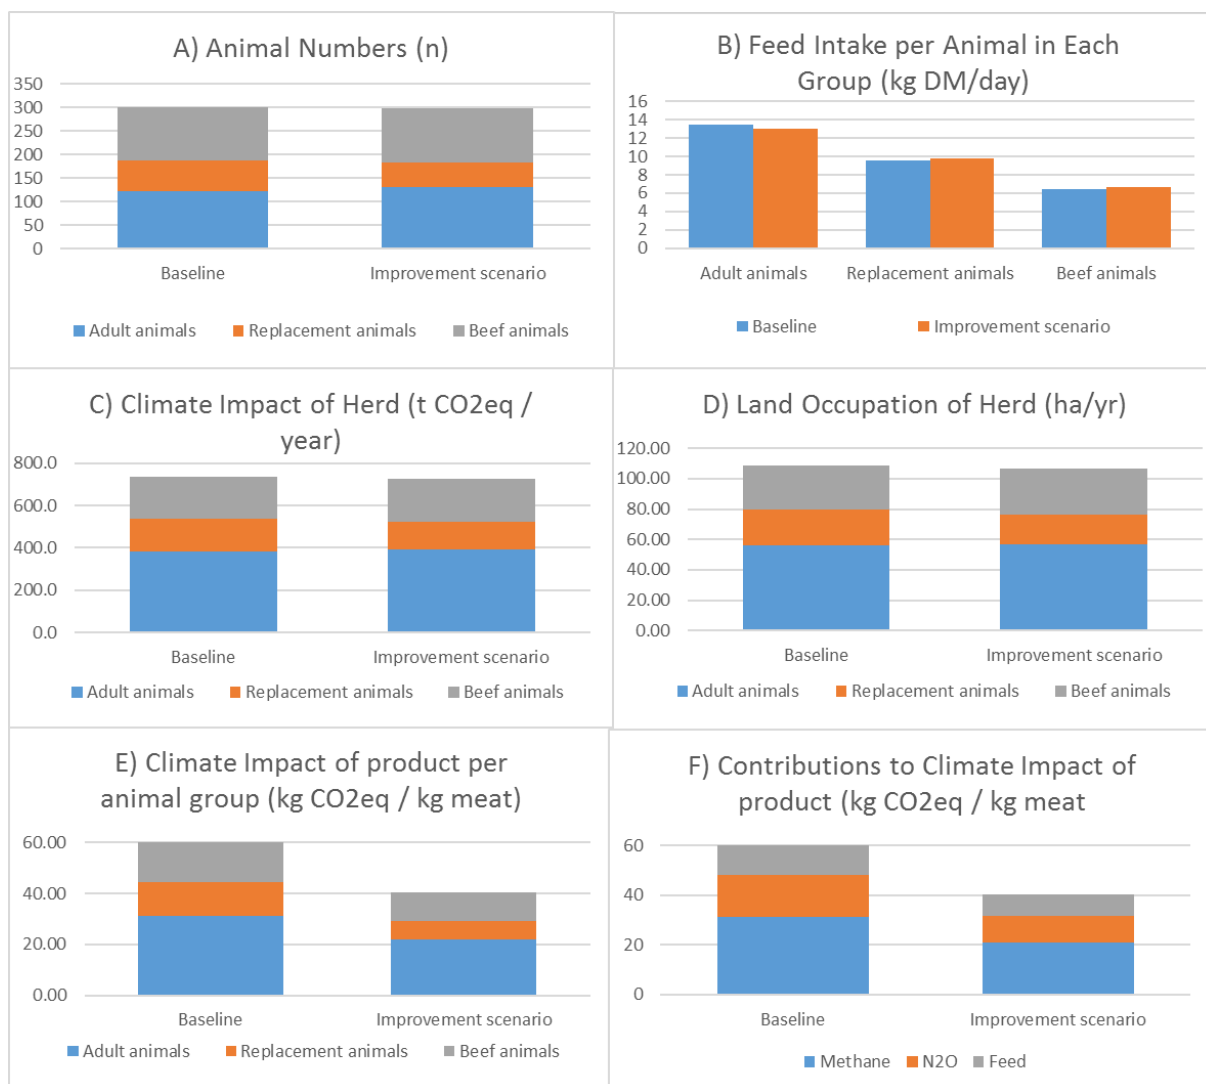 A) Animal Numbers (n)
350
300
250
200
150
100
50
0
Baseline
Improvement scenario
Adult animals
Replacement animals
Beef animals
B) Feed Intake per Animal in Each
Group (kg DM/day)
16
14
12
10
8
6
4
2
0
Adult animals
Replacement animals
Beef animals
Baseline
Improvement scenario
C) Climate Impact of Herd (t CO2eq /
year)
800.0
600.0
400.0
200.0
0.0
Baseline
Improvement scenario
Adult animals
Replacement animals
Beef animals
D) Land Occupation of Herd (ha/yr)
120.00
100.00
80.00
60.00
40.00
20.00
0.00
Baseline
Improvement scenario
Adult animals
Replacement animals
Beef animals
E) Climate Impact of product per
animal group (kg CO2eq / kg meat)
60.00
40.00
20.00
0.00
Baseline
Improvement scenario
Adult animals
Replacement animals
Beef animals
F) Contributions to Climate Impact of
product (kg CO2eq / kg meat
60
40
20
0
Baseline
Improvement scenario
Methane
N2O
Feed